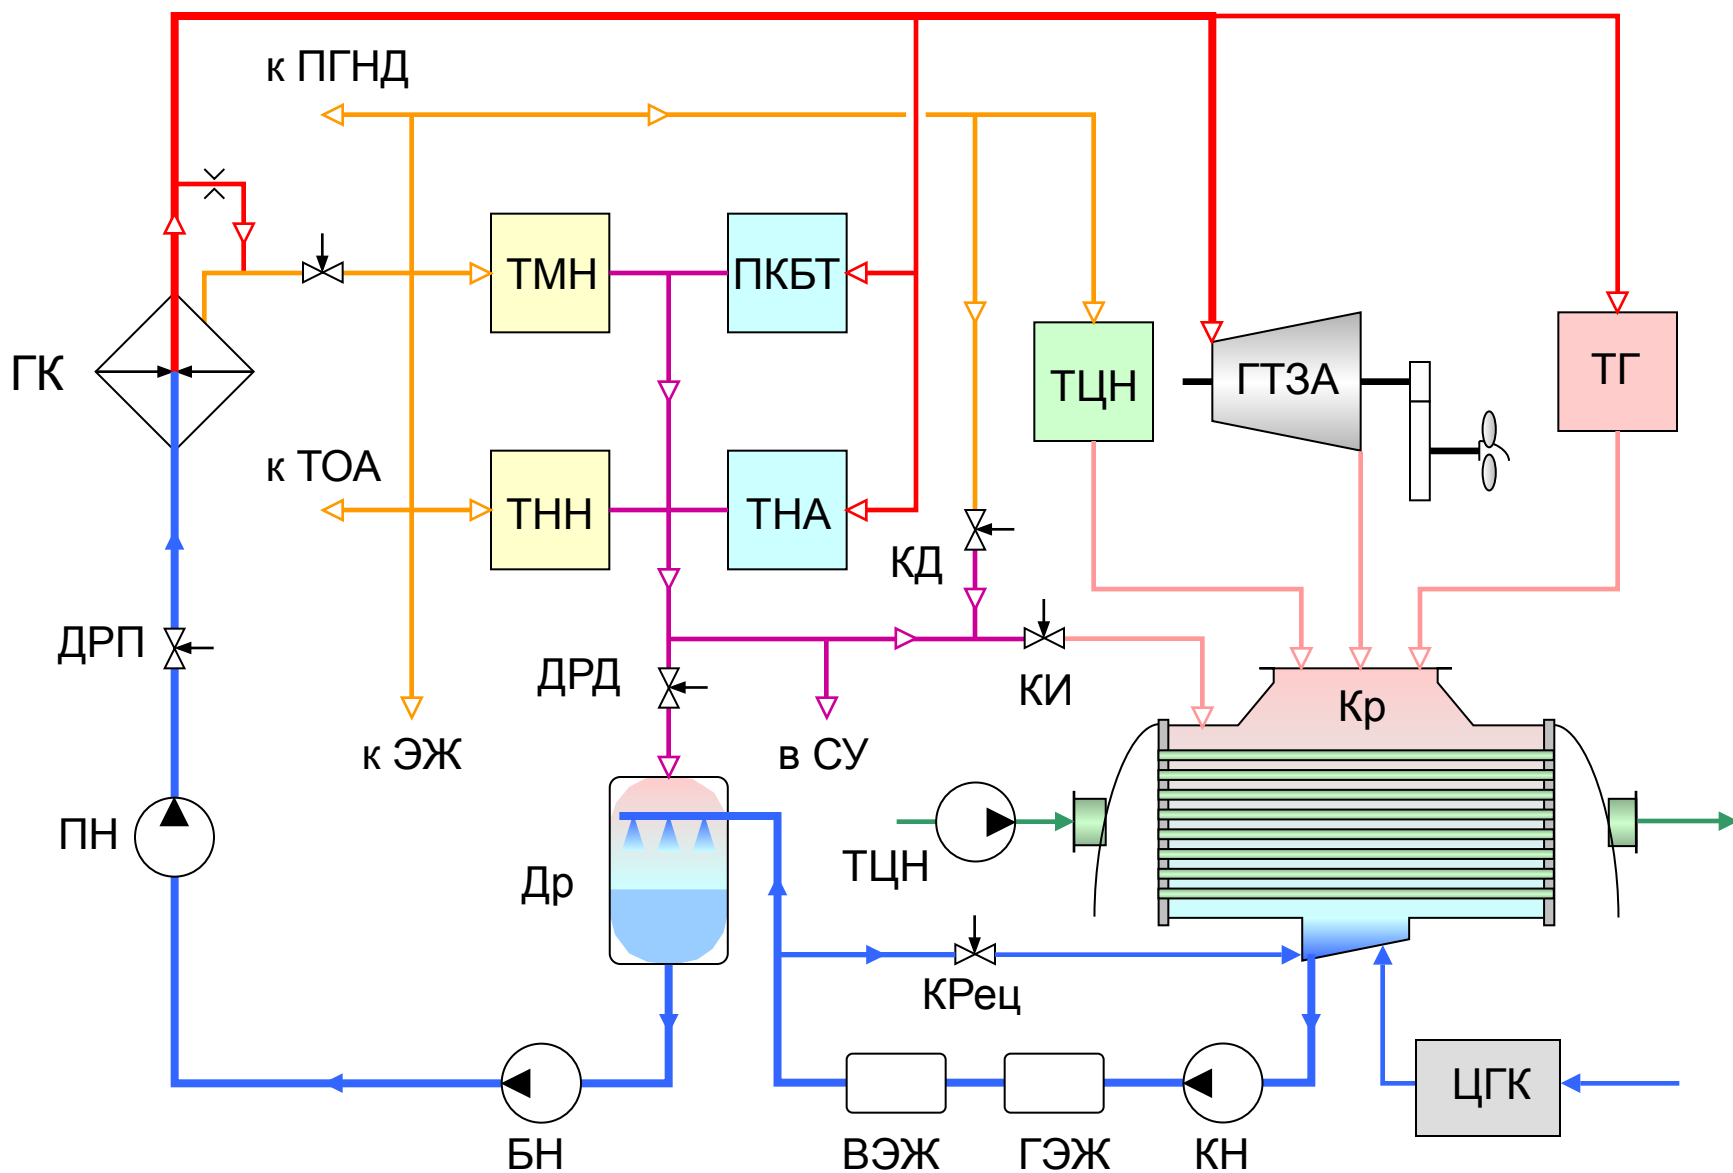 к ПГНД
ТМН
ПКБТ
ГК
ТЦН
ГТЗА
ТГ
к ТОА
ТНН
ТНА
КД
ДРП
ДРД
КИ
Кр
к ЭЖ
в СУ
ПН
ТЦН
Др
КРец
ЦГК
БН
ВЭЖ
ГЭЖ
КН